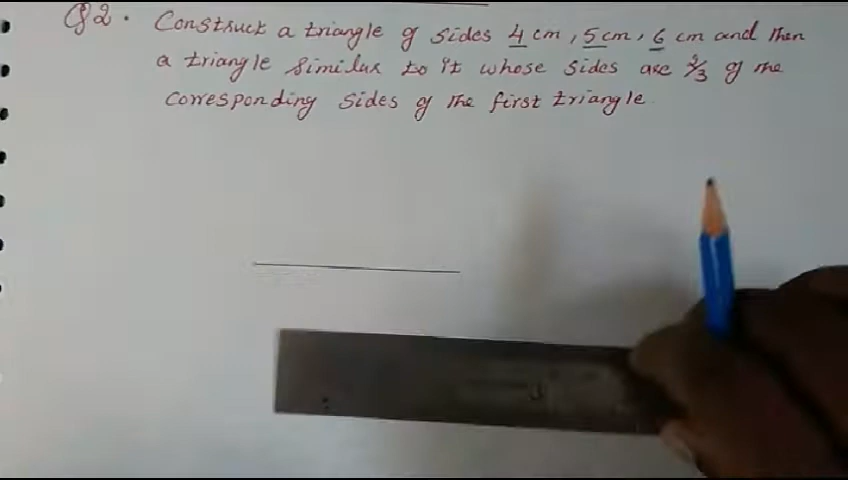 Q2. Construct a triangle of sides 4 cm, 5 cm, 6 cm and then
a triangle similar to it whose sides are 2/3 of the
corresponding sides of the first triangle.